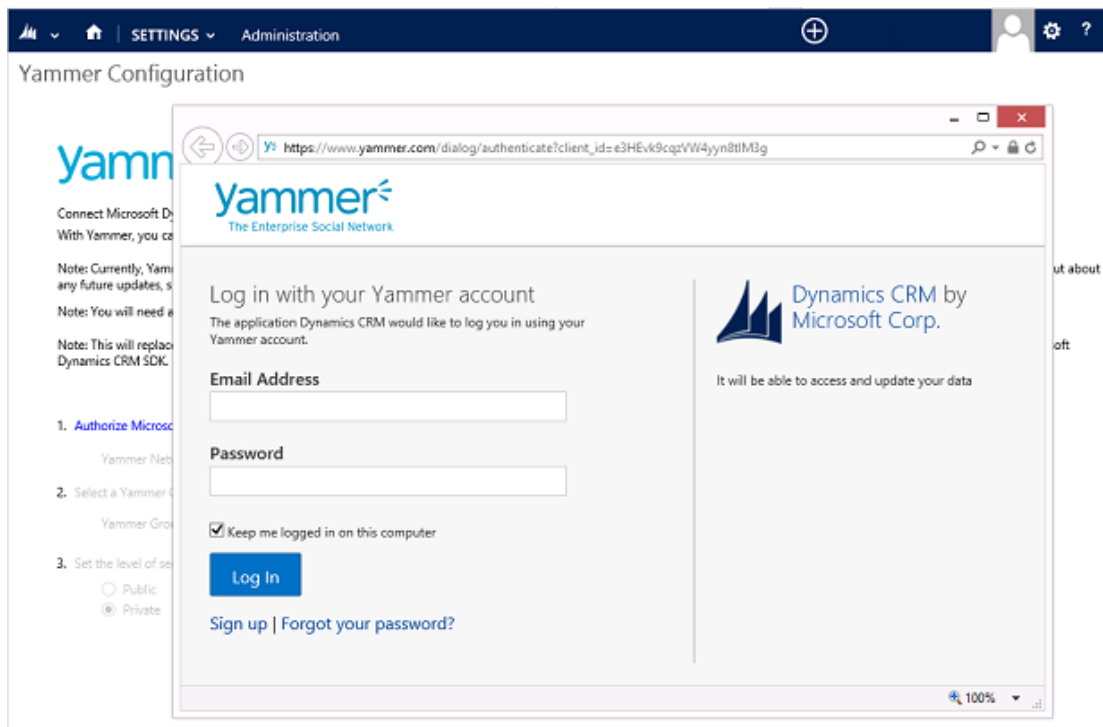 SETTINGS Administration ?
Yammer Configuration
yamn
https://www.yammer.com/dialog/authenticate?client_id=e3HEvk9cqzVW4yyn8tlM3g
yammer
The Enterprise Social Network
Connect Microsoft Dy
With Yammer, you ca
Note: Currently, Yam
ut about
any future updates, s
Note: You will need a
Note: This will replac
oft
Dynamics CRM SDK.
1. Authorize Microsc
Yammer Net
2. Select a Yammer
Yammer Gro
3. Set the level of se
Public
Private
Log in with your Yammer account
The application Dynamics CRM would like to log you in using your
Yammer account.
Email Address
Password
Keep me logged in on this computer
Log In
Sign up | Forgot your password?
Dynamics CRM by
Microsoft Corp.
It will be able to access and update your data
100%